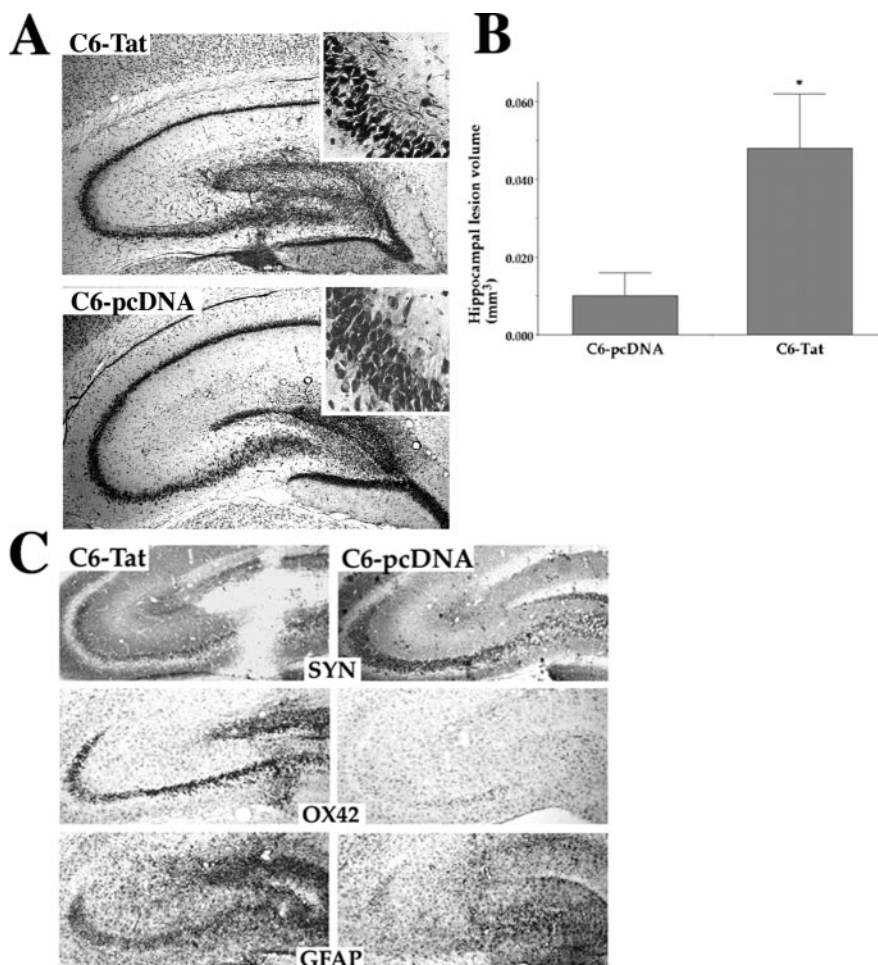 A
C6-Tat
C6-pcDNA
B
Hippocampal lesion volume
(mm³)
0.060
0.040
0.020
0.000
*
C6-pcDNA
C6-Tat
C
C6-Tat
C6-pcDNA
SYN
OX42
GFAP